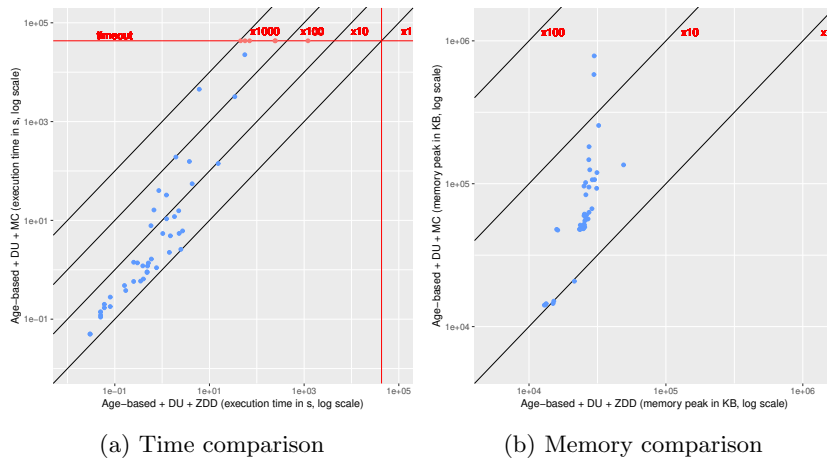 1e+05
1e+03
1e+01
1e−01
Age−based + DU + MC (execution time in s, log scale)
timeout
x1000
x100
x10
x1
1e−01
1e+01
1e+03
1e+05
Age−based + DU + ZDD (execution time in s, log scale)
(a) Time comparison
1e+06
1e+05
1e+04
Age−based + DU + MC (memory peak in KB, log scale)
x100
x10
1e+04
1e+05
1e+06
Age−based + DU + ZDD (memory peak in KB, log scale)
(b) Memory comparison